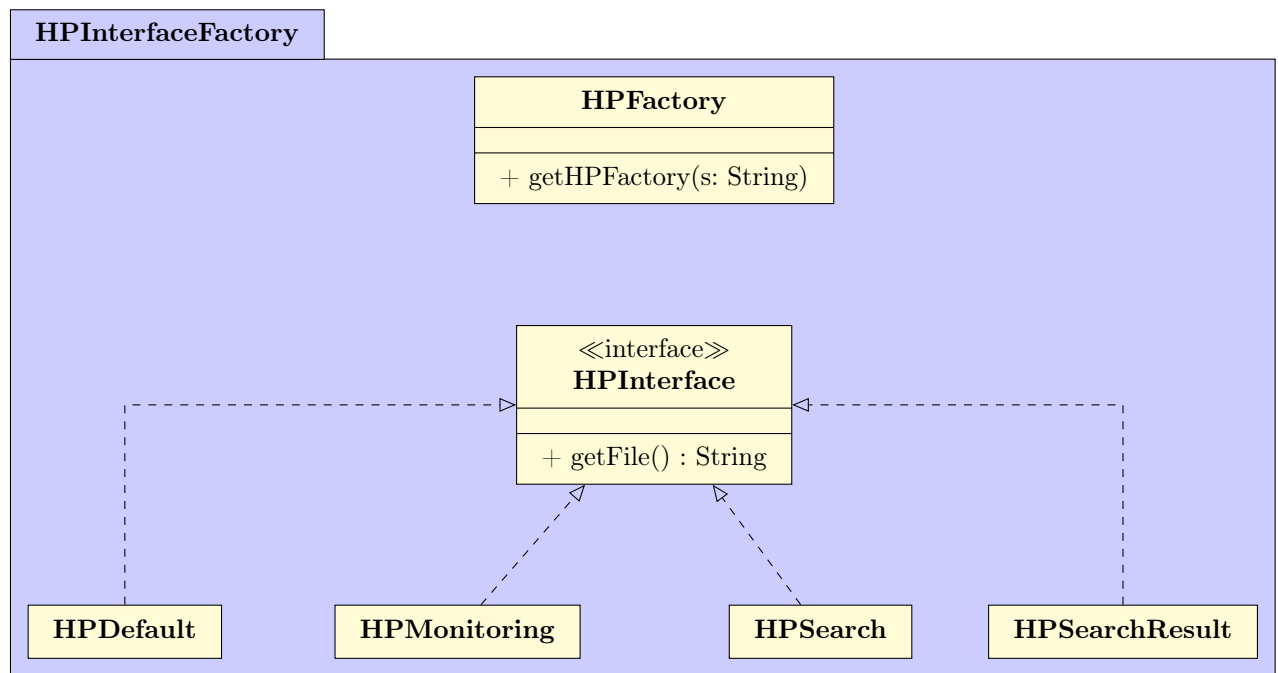 HPInterfaceFactory
HPFactory
+ getHPFactory(s: String)
≪interface≫
HPInterface
+ getFile() : String
HPDefault
HPMonitoring
HPSearch
HPSearchResult